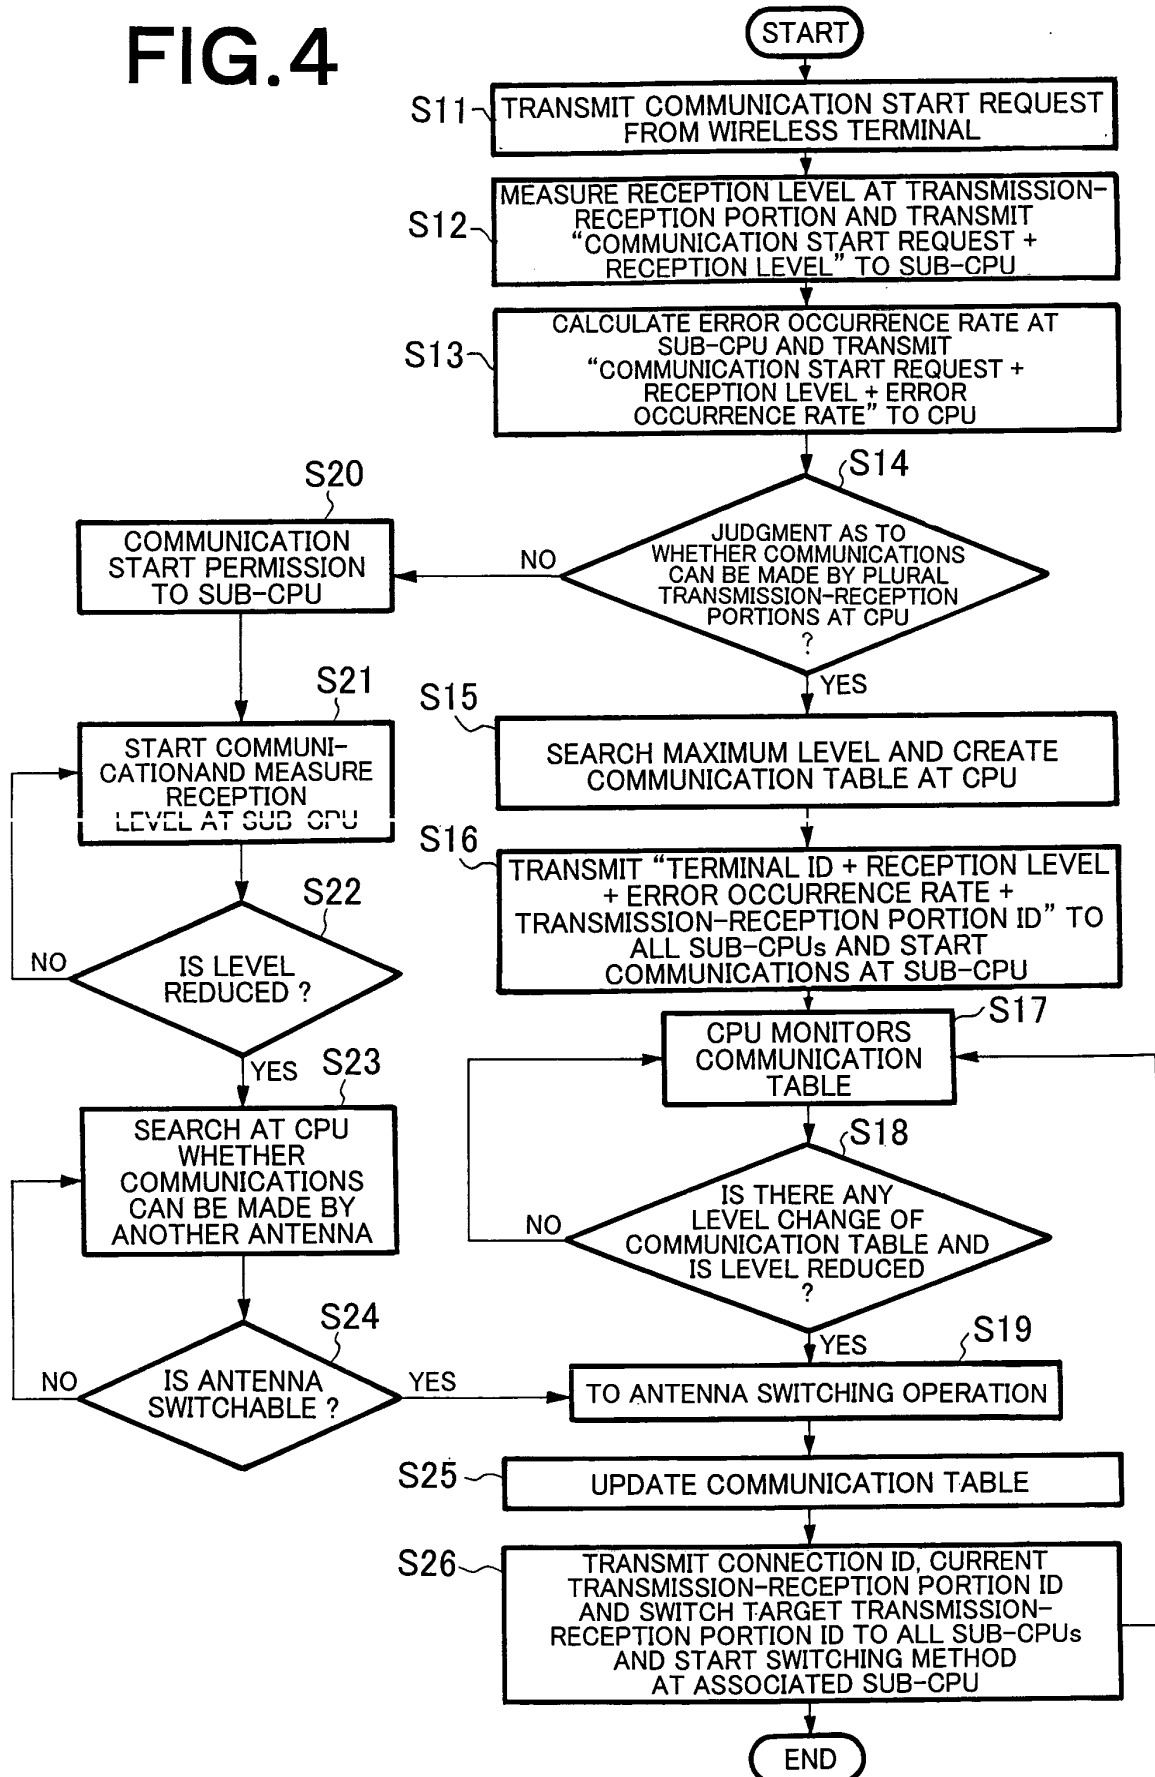 FIG.4
START
S11
TRANSMIT COMMUNICATION START REQUEST
FROM WIRELESS TERMINAL
S12
MEASURE RECEPTION LEVEL AT TRANSMISSION-
RECEPTION PORTION AND TRANSMIT
“COMMUNICATION START REQUEST +
RECEPTION LEVEL” TO SUB-CPU
S13
CALCULATE ERROR OCCURRENCE RATE AT
SUB-CPU AND TRANSMIT
“COMMUNICATION START REQUEST +
RECEPTION LEVEL + ERROR
OCCURRENCE RATE” TO CPU
S14
JUDGMENT AS TO
WHETHER COMMUNICATIONS
CAN BE MADE BY PLURAL
TRANSMISSION-RECEPTION
PORTIONS AT CPU
?
NO
YES
S20
COMMUNICATION
START PERMISSION
TO SUB-CPU
S21
START COMMUNI-
CATIONAND MEASURE
RECEPTION
LEVEL AT SUB-CPU
S22
IS LEVEL
REDUCED ?
NO
YES
S23
SEARCH AT CPU
WHETHER
COMMUNICATIONS
CAN BE MADE BY
ANOTHER ANTENNA
S24
IS ANTENNA
SWITCHABLE ?
NO
YES
S15
SEARCH MAXIMUM LEVEL AND CREATE
COMMUNICATION TABLE AT CPU
S16
TRANSMIT “TERMINAL ID + RECEPTION LEVEL
+ ERROR OCCURRENCE RATE +
TRANSMISSION-RECEPTION PORTION ID” TO
ALL SUB-CPUs AND START
COMMUNICATIONS AT SUB-CPU
S17
CPU MONITORS
COMMUNICATION
TABLE
S18
IS THERE ANY
LEVEL CHANGE OF
COMMUNICATION TABLE AND
IS LEVEL REDUCED
?
NO
YES
S19
TO ANTENNA SWITCHING OPERATION
S25
UPDATE COMMUNICATION TABLE
S26
TRANSMIT CONNECTION ID, CURRENT
TRANSMISSION-RECEPTION PORTION ID
AND SWITCH TARGET TRANSMISSION-
RECEPTION PORTION ID TO ALL SUB-CPUs
AND START SWITCHING METHOD
AT ASSOCIATED SUB-CPU
END